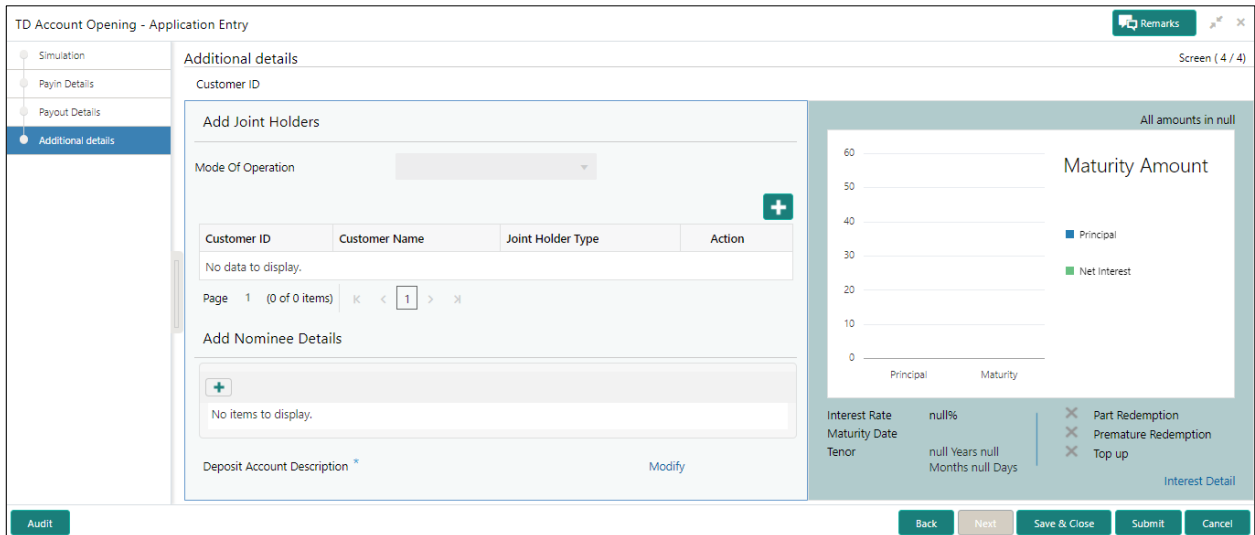 TD Account Opening - Application Entry
Remarks
Simulation
Payin Details
Payout Details
Additional details
Additional details
Screen ( 4 / 4)
Customer ID
Add Joint Holders
Mode Of Operation
Customer ID Customer Name Joint Holder Type Action
No data to display.
Page 1 (0 of 0 items) 1
Add Nominee Details
No items to display.
Deposit Account Description * Modify
All amounts in null
Maturity Amount
60
50
40
30
20
10
0
Principal Maturity
Principal
Net Interest
Interest Rate null%
Maturity Date
Tenor null Years null
Months null Days
Part Redemption
Premature Redemption
Top up
Interest Detail
Audit
Back Next Save & Close Submit Cancel